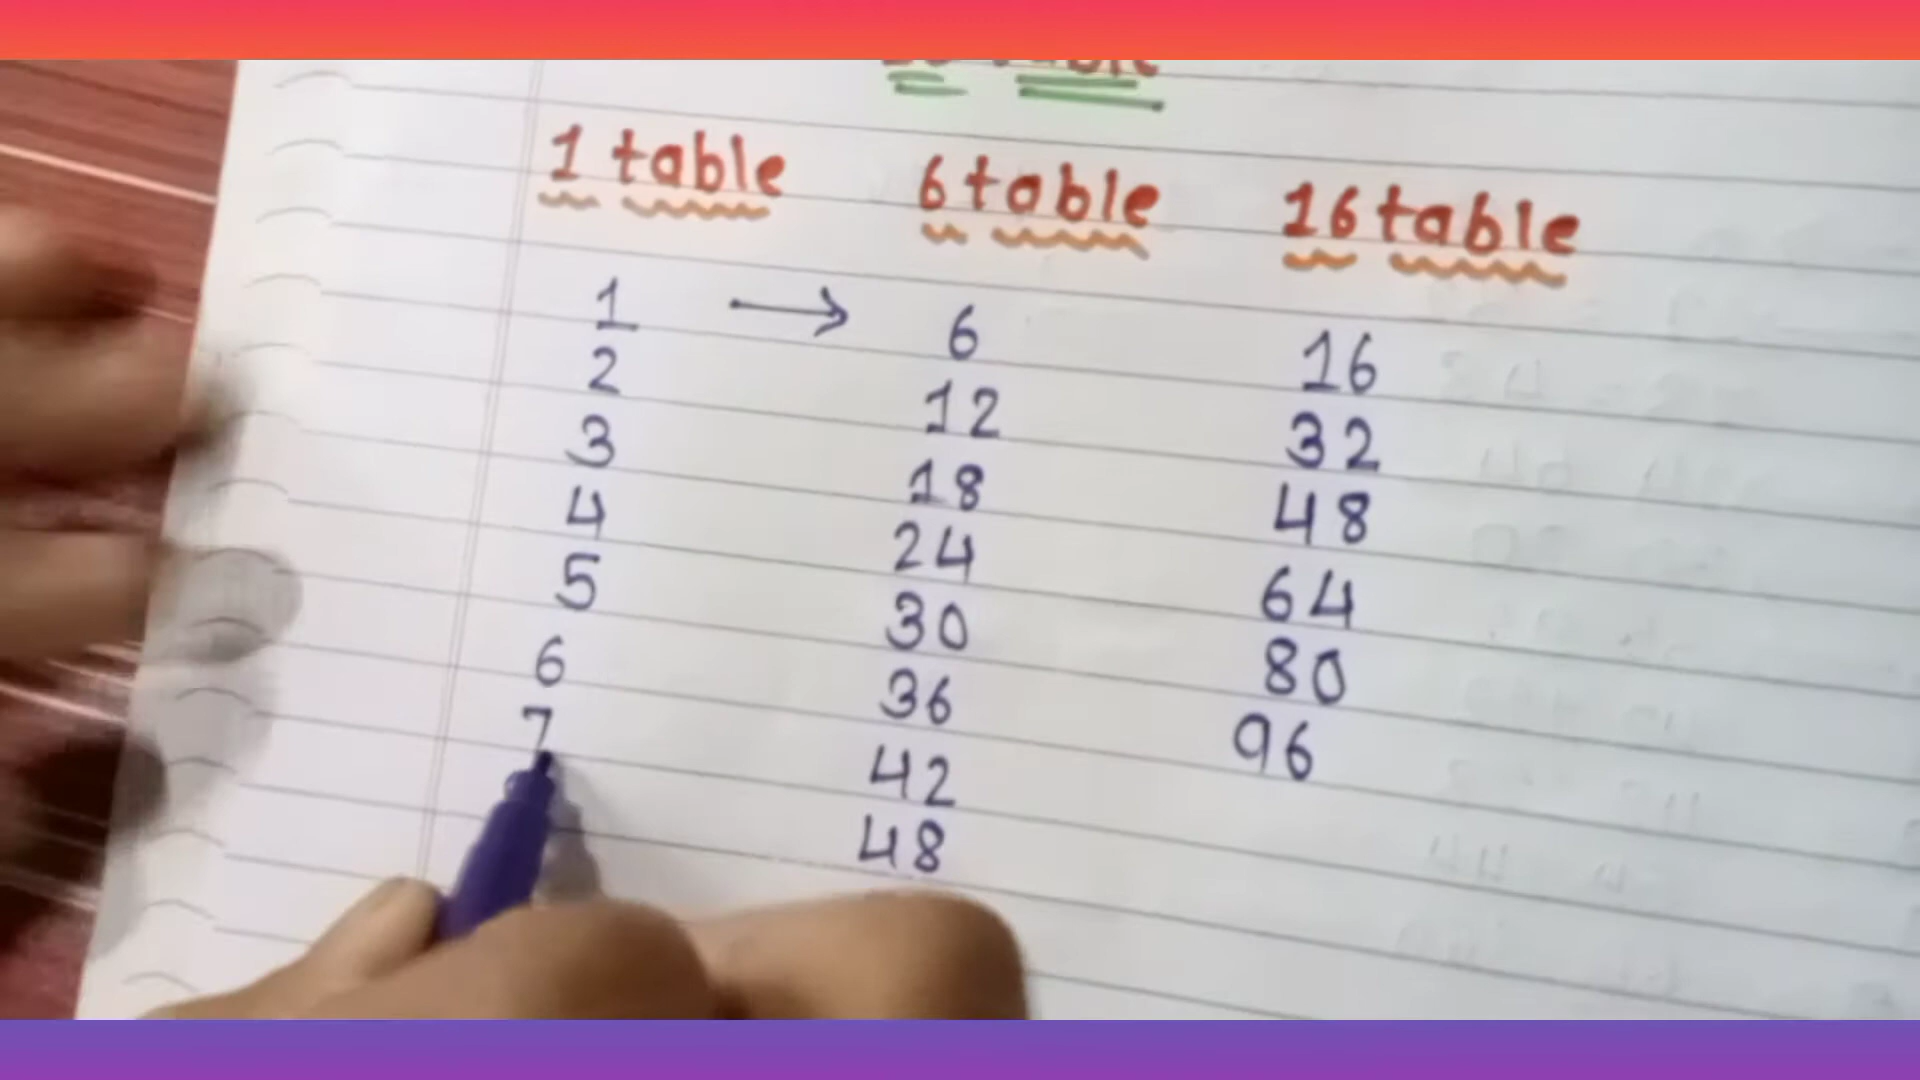 1 table 6 table 16 table
1 → 6 16
2 12 32
3 18 48
4 24 64
5 30 80
6 36 96
7 42
48